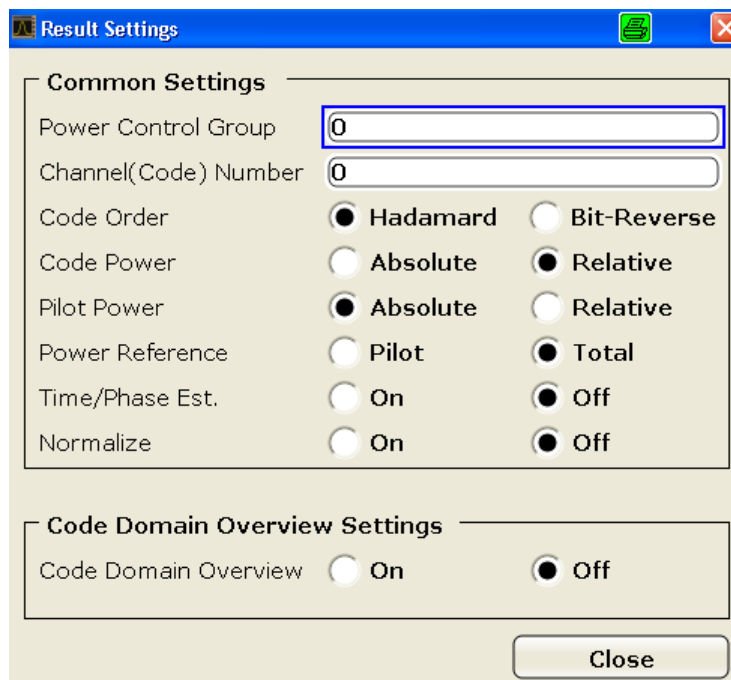 Result Settings
Common Settings
Power Control Group 0
Channel(Code) Number 0
Code Order Hadamard Bit-Reverse
Code Power Absolute Relative
Pilot Power Absolute Relative
Power Reference Pilot Total
Time/Phase Est. On Off
Normalize On Off
Code Domain Overview Settings
Code Domain Overview On Off
Close